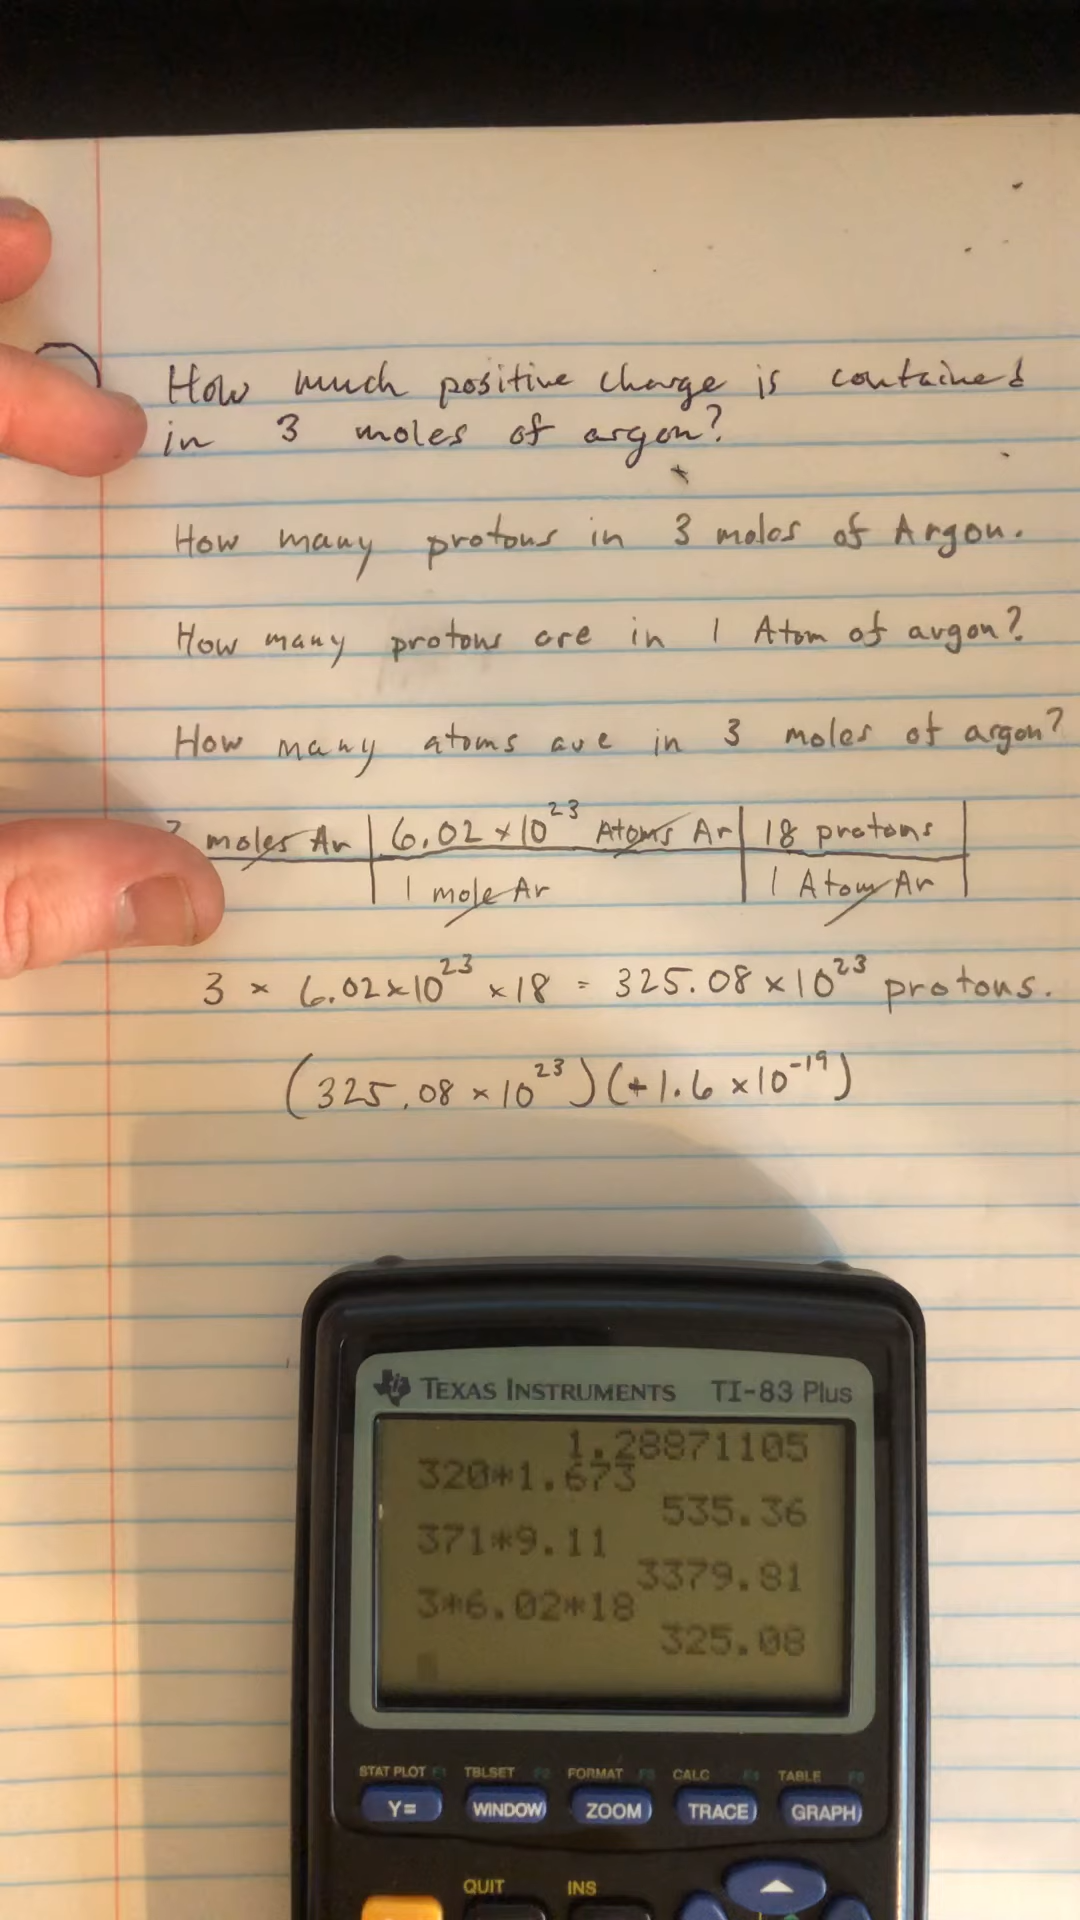 How much positive charge is contained
in 3 moles of argon?
How many protons in 3 moles of Argon.
How many protons are in 1 Atom of argon?
How many atoms are in 3 moles of argon?
moles Ar | 6.02 × 10^23 Atoms Ar | 18 protons
1 mole Ar | 1 Atom Ar
3 × 6.02×10^23 ×18 = 325.08 ×10^23 protons.
(325.08 × 10^23)(+1.6 ×10^-19)
TEXAS INSTRUMENTS TI-83 Plus
1.28871105
320*1.673
535.36
371*9.11
3379.81
3*6.02*18
325.08
STAT PLOT F1 TBLSET F2 FORMAT F3 CALC F4 TABLE F5
Y= WINDOW ZOOM TRACE GRAPH
QUIT INS